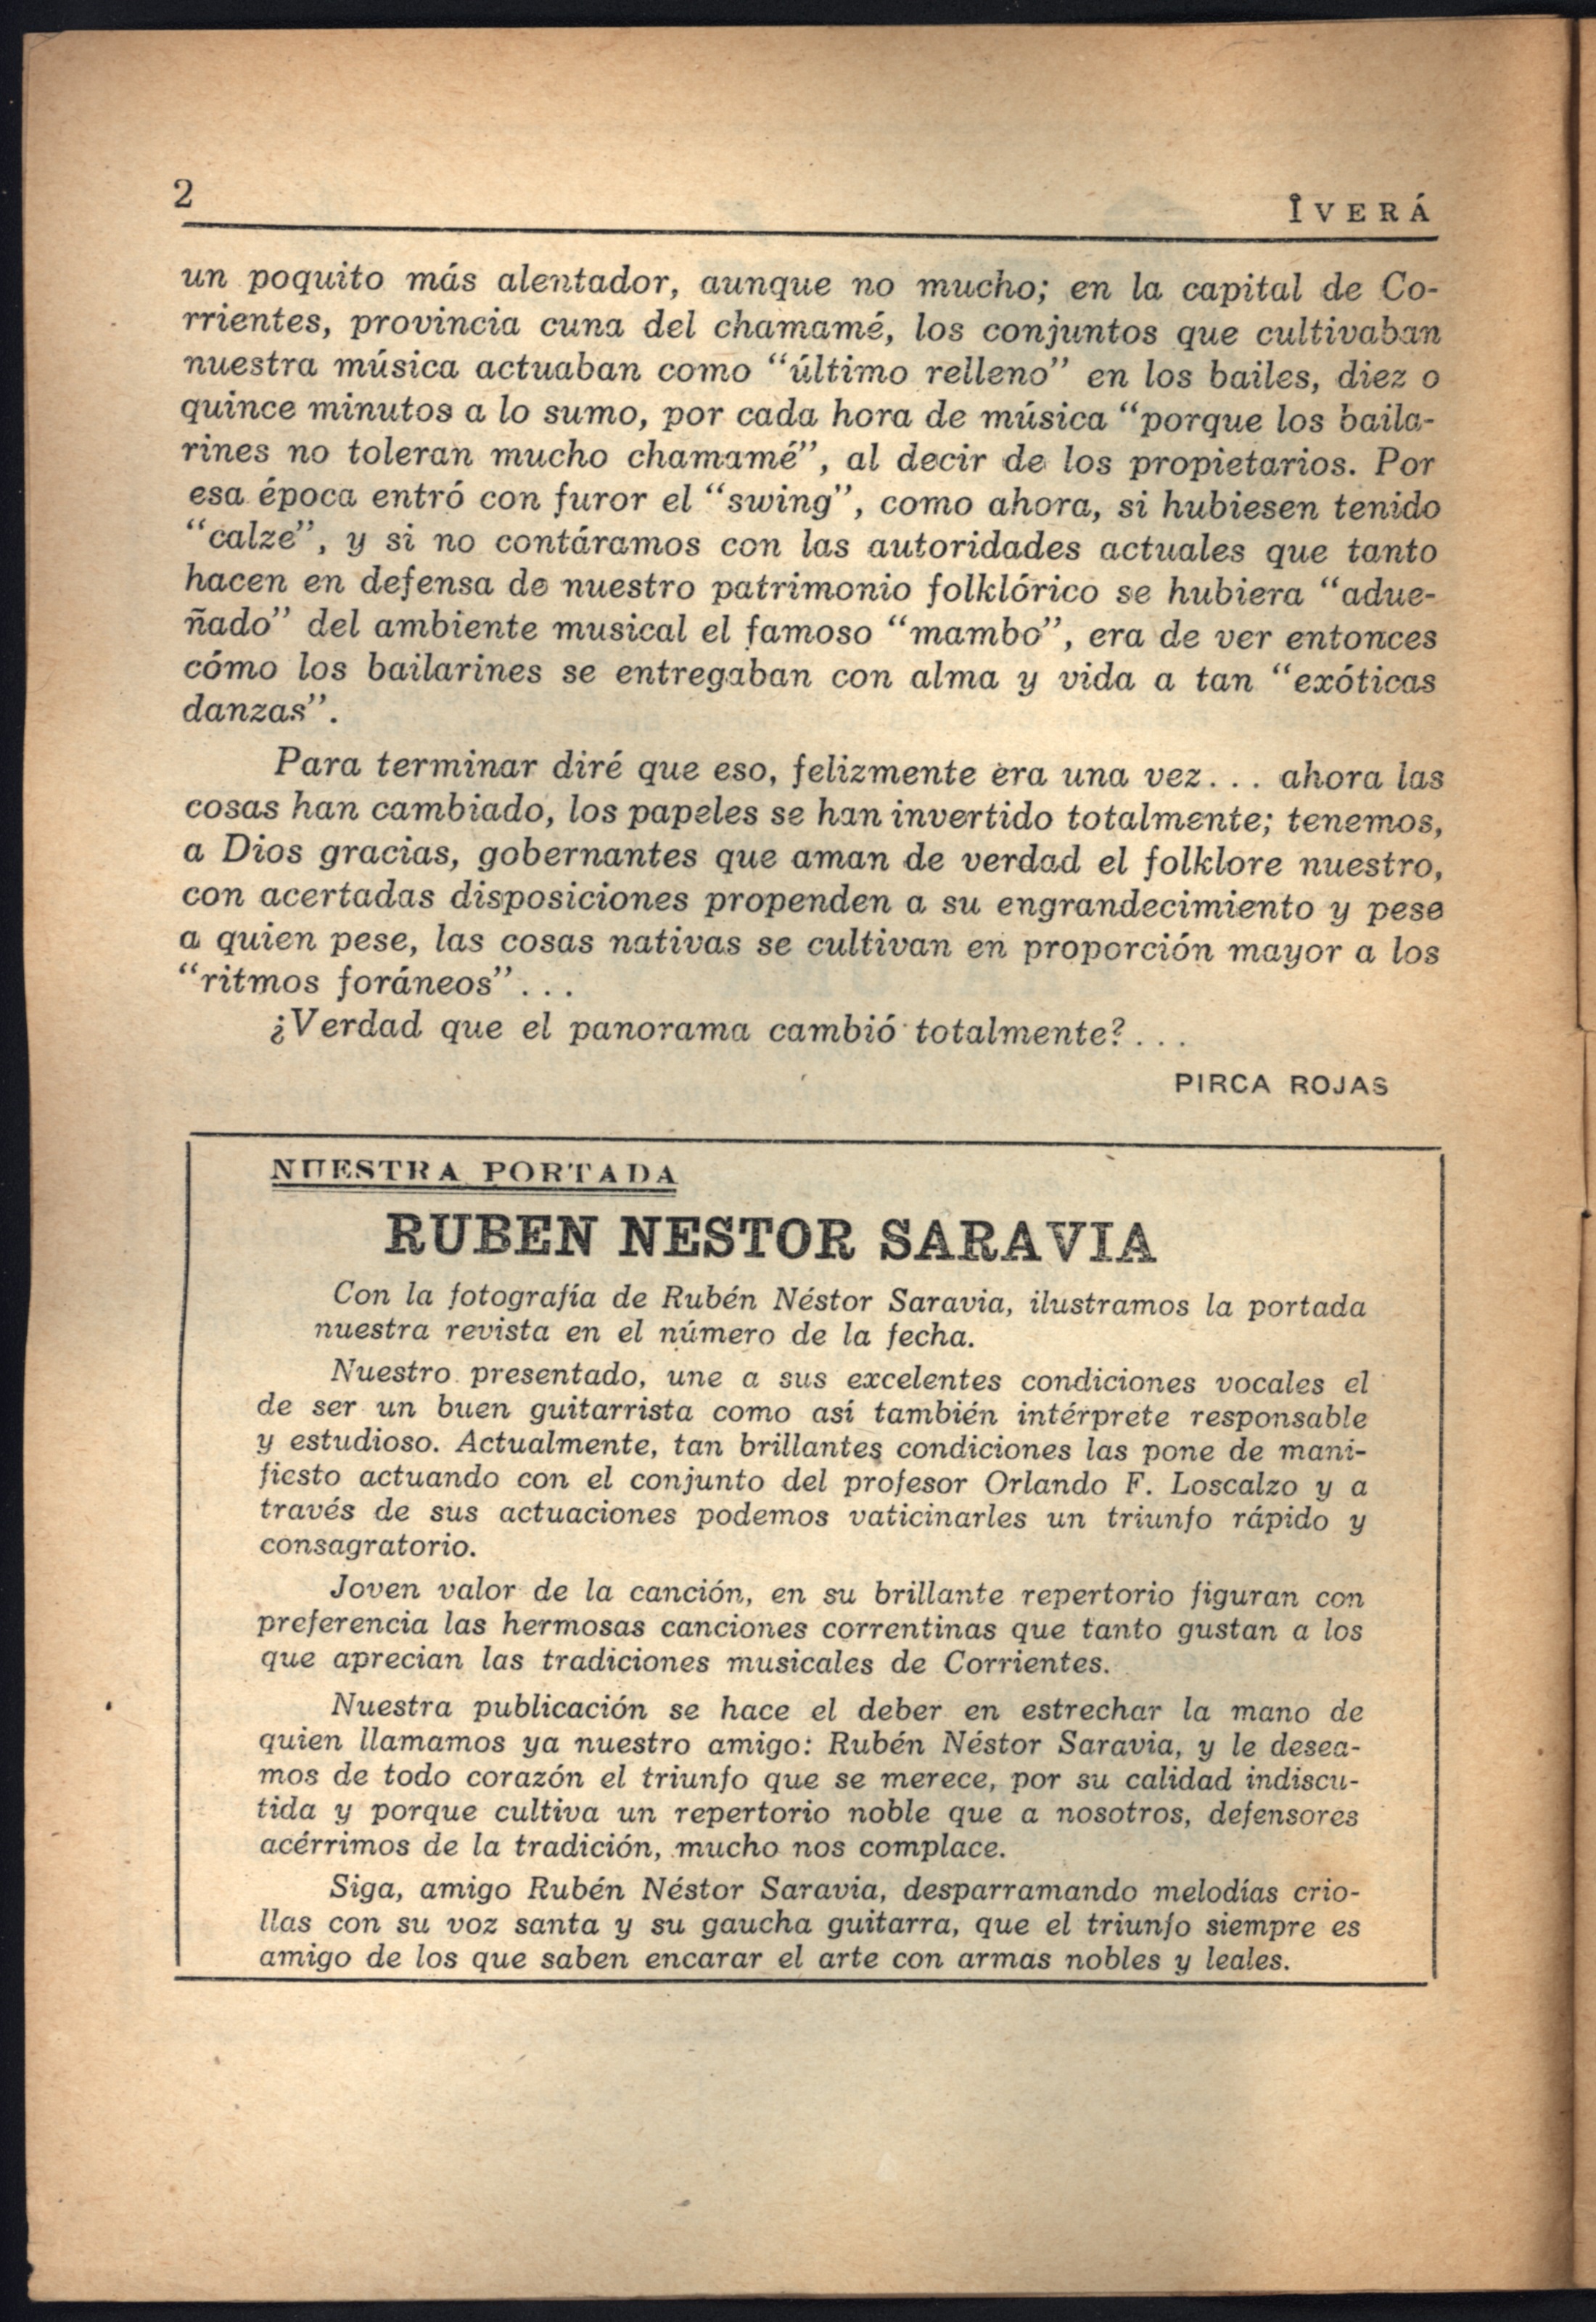 2
ÎVERÁ
un poquito más alentador, aunque no mucho; en la capital de Co-
rrientes, provincia cuna del chamamé, los conjuntos que cultivaban
nuestra música actuaban como “último relleno” en los bailes, diez o
quince minutos a lo sumo, por cada hora de música “porque los baila-
rines no toleran mucho chamamé”, al decir de los propietarios. Por
esa época entró con furor el “swing”, como ahora, si hubiesen tenido
“calze”, y si no contáramos con las autoridades actuales que tanto
hacen en defensa de nuestro patrimonio folklórico se hubiera “adue-
ñado” del ambiente musical el famoso “mambo”, era de ver entonces
cómo los bailarines se entregaban con alma y vida a tan “exóticas
danzas”.
Para terminar diré que eso, felizmente era una vez... ahora las
cosas han cambiado, los papeles se han invertido totalmente; tenemos,
a Dios gracias, gobernantes que aman de verdad el folklore nuestro,
con acertadas disposiciones propenden a su engrandecimiento y pese
a quien pese, las cosas nativas se cultivan en proporción mayor a los
“ritmos foráneos”...
¿Verdad que el panorama cambió totalmente?...
PIRCA ROJAS
NUESTRA PORTADA
RUBEN NESTOR SARAVIA
Con la fotografía de Rubén Néstor Saravia, ilustramos la portada
nuestra revista en el número de la fecha.
Nuestro presentado, une a sus excelentes condiciones vocales el
de ser un buen guitarrista como así también intérprete responsable
y estudioso. Actualmente, tan brillantes condiciones las pone de mani-
fiesto actuando con el conjunto del profesor Orlando F. Loscalzo y a
través de sus actuaciones podemos vaticinarles un triunfo rápido y
consagratorio.
Joven valor de la canción, en su brillante repertorio figuran con
preferencia las hermosas canciones correntinas que tanto gustan a los
que aprecian las tradiciones musicales de Corrientes.
Nuestra publicación se hace el deber en estrechar la mano de
quien llamamos ya nuestro amigo: Rubén Néstor Saravia, y le desea-
mos de todo corazón el triunfo que se merece, por su calidad indiscu-
tida y porque cultiva un repertorio noble que a nosotros, defensores
acérrimos de la tradición, mucho nos complace.
Siga, amigo Rubén Néstor Saravia, desparramando melodías crio-
llas con su voz santa y su gaucha guitarra, que el triunfo siempre es
amigo de los que saben encarar el arte con armas nobles y leales.